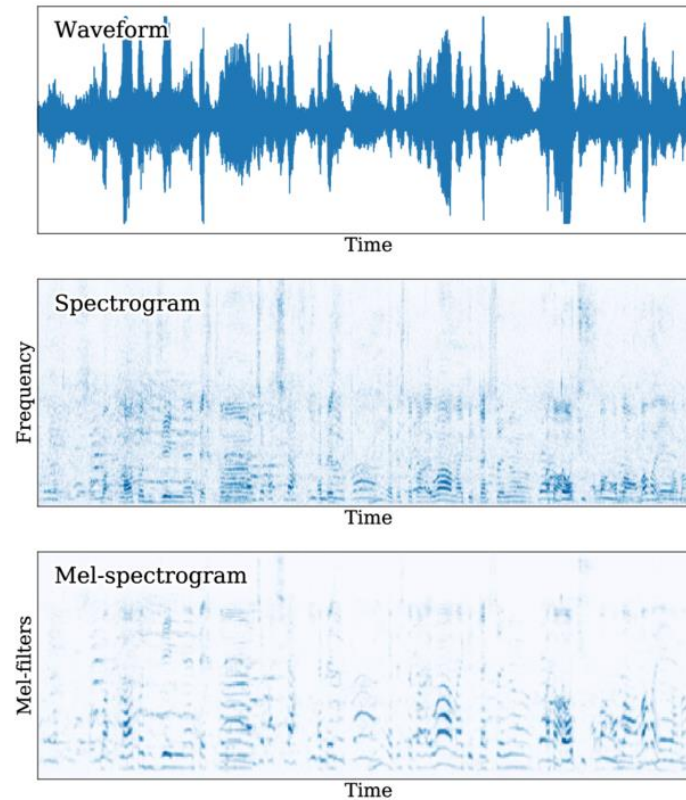 Waveform
Time
Spectrogram
Frequency
Time
Mel-spectrogram
Mel-filters
Time